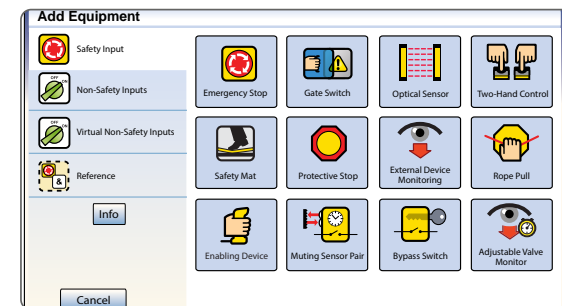 Add Equipment
Safety Input
Non-Safety Inputs
Virtual Non-Safety Inputs
Reference
Info
Cancel
Emergency Stop
Gate Switch
Optical Sensor
Two-Hand Control
Safety Mat
Protective Stop
External Device
Monitoring
Rope Pull
Enabling Device
Muting Sensor Pair
Bypass Switch
Adjustable Valve
Monitor
OFF
ON
OFF
ON
&